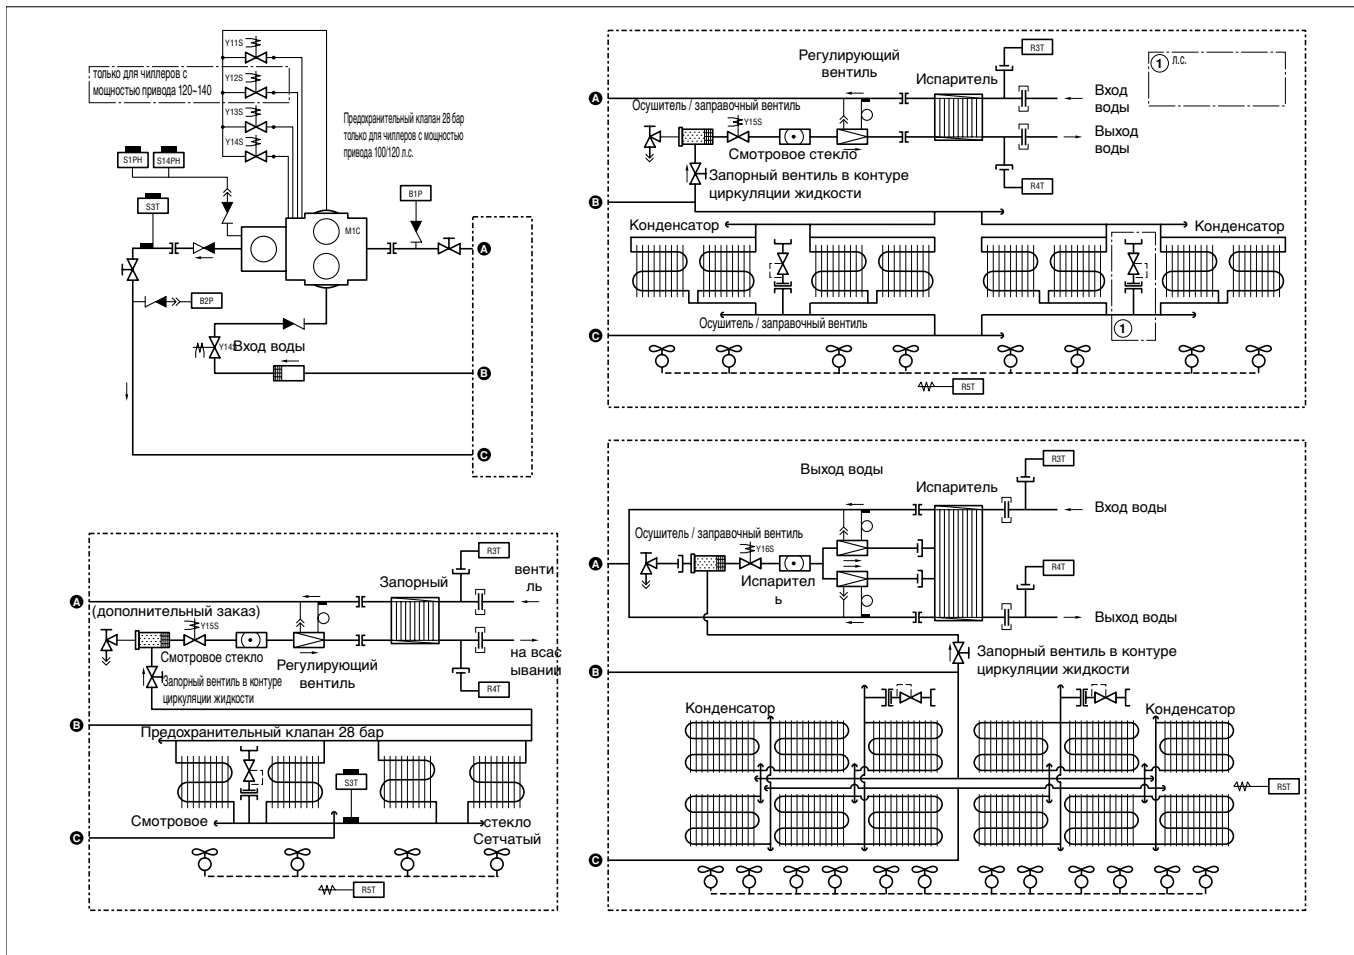 Y11S
только для чиллеров с
мощностью привода 120~140
Y12S
Y13S
Y14S
Предохранительный клапан 28 бар
только для чиллеров с мощностью
привода 100/120 л.с.
S1PH
S14PH
S3T
B1P
M1C
A
B2P
Y14S
Вход воды
B
C
Регулирующий
вентиль
Испаритель
R3T
1
л.с.
A
Осушитель / заправочный вентиль
Y15S
Вход
воды
Выход
воды
Смотровое стекло
Запорный вентиль в контуре
циркуляции жидкости
R4T
B
Конденсатор
Конденсатор
Осушитель / заправочный вентиль
1
C
R5T
R3T
Запорный
венти
ль
A
(дополнительный заказ)
Y15S
на всас
ывании
Смотровое стекло
Регулирующий
вентиль
Запорный вентиль в контуре
циркуляции жидкости
R4T
B
Предохранительный клапан 28 бар
S3T
Смотровое
стекло
Сетчатый
C
R5T
Выход воды
Испаритель
R3T
Вход воды
Осушитель / заправочный вентиль
Y16S
A
Испарител
ь
R4T
Выход воды
Запорный вентиль в контуре
циркуляции жидкости
B
Конденсатор
Конденсатор
R5T
C